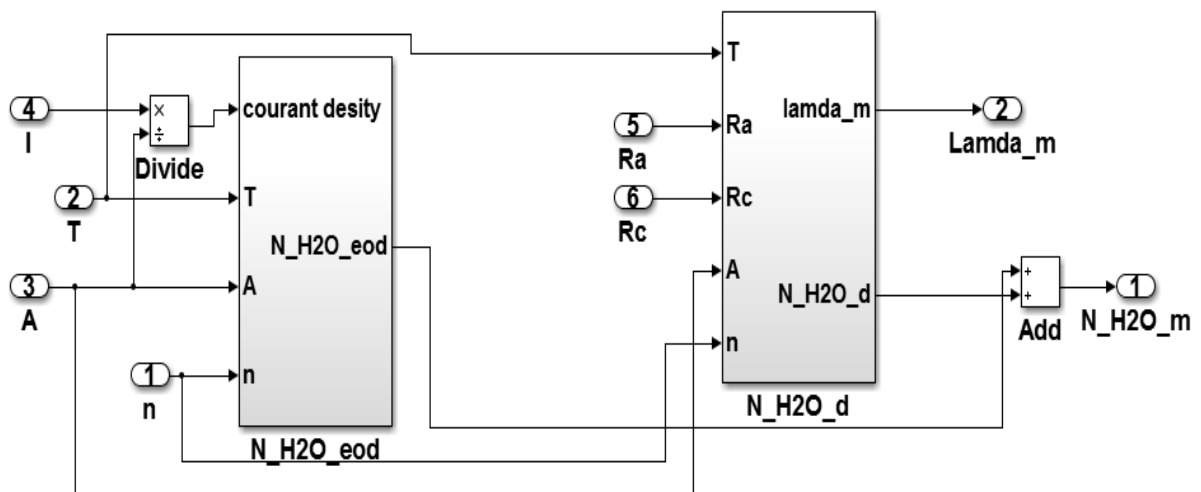 4
I
×
÷
Divide
2
T
3
A
1
n
courant desity
T
A
n
N_H2O_eod
N_H2O_eod
5
Ra
6
Rc
T
Ra
Rc
A
n
lamda_m
N_H2O_d
N_H2O_d
2
Lamda_m
+
+
Add
1
N_H2O_m